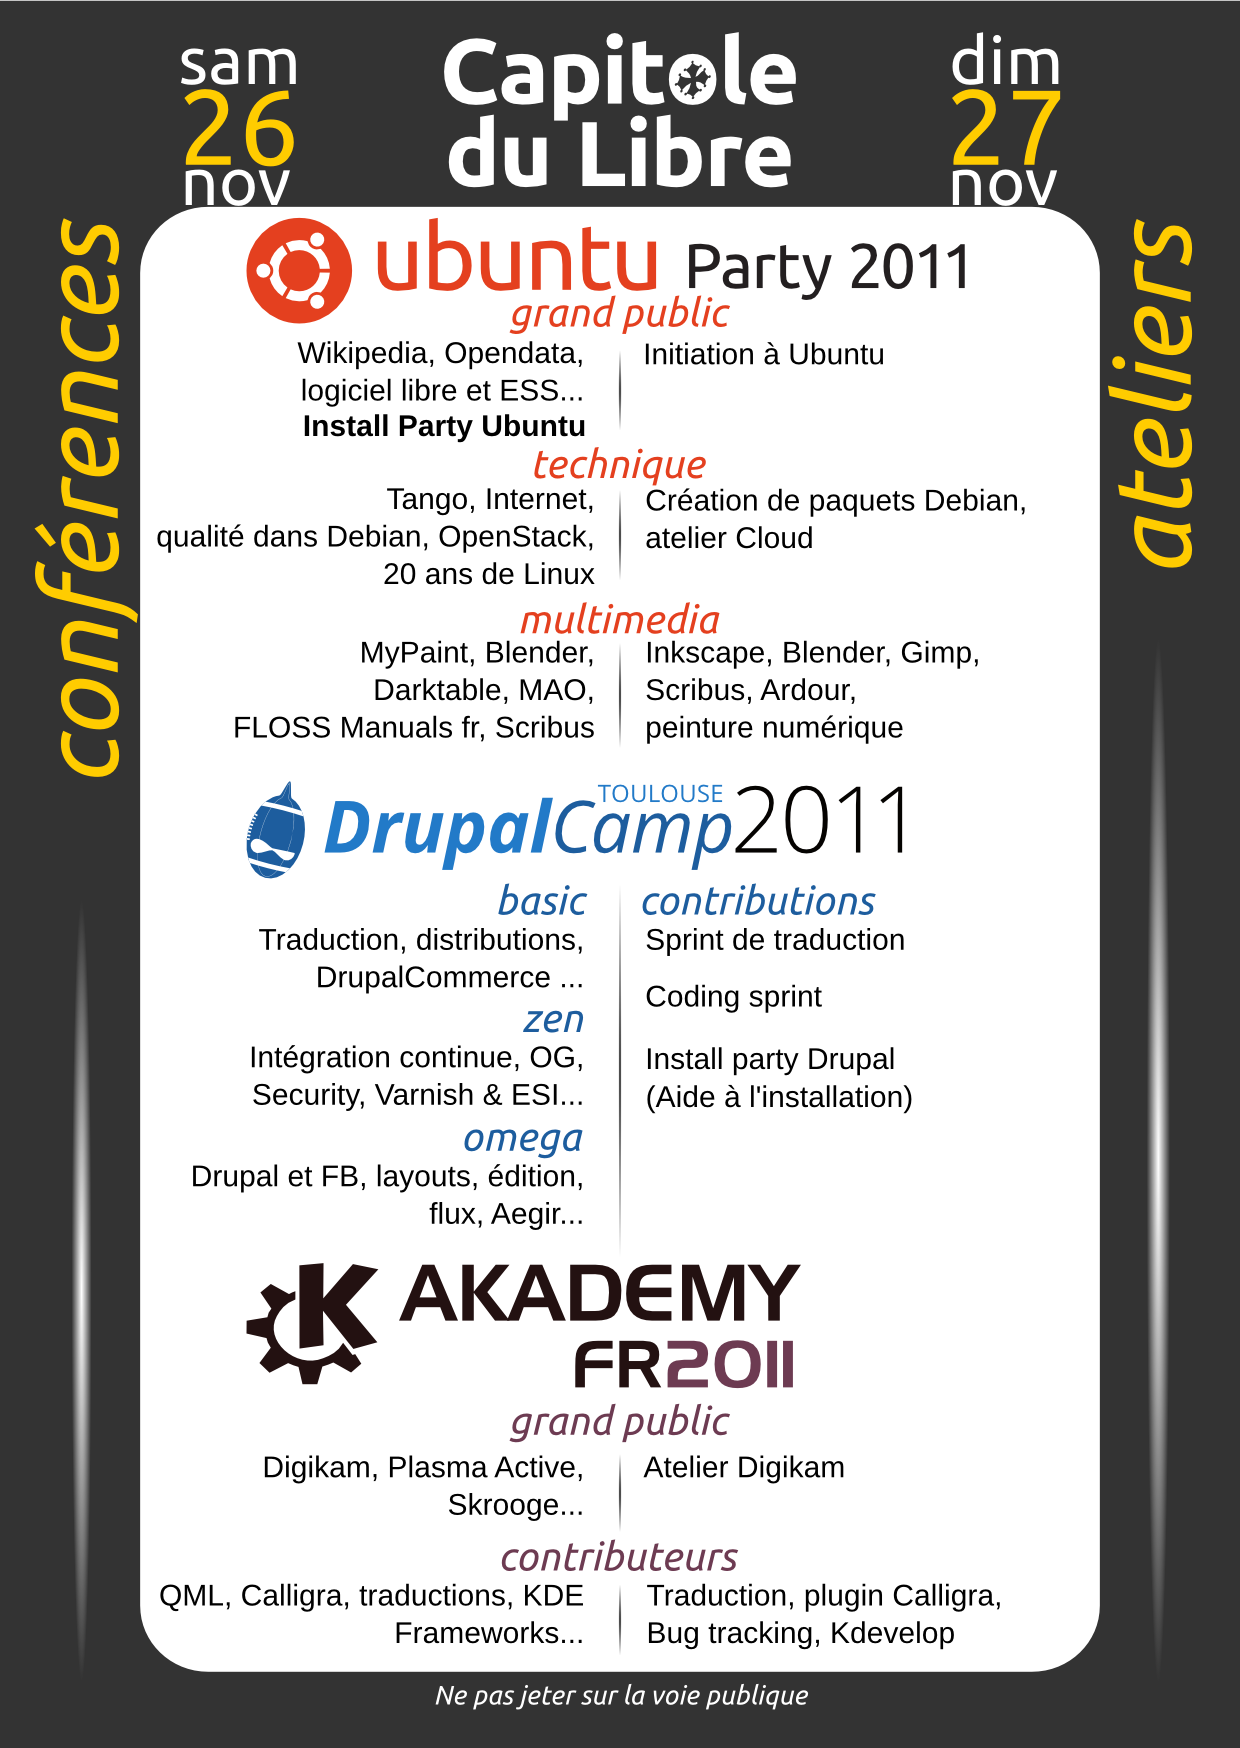 sam
26
nov
Capitole
du Libre
dim
27
nov
conférences
ateliers
ubuntu Party 2011
grand public
Wikipedia, Opendata,
logiciel libre et ESS...
Install Party Ubuntu
Initiation à Ubuntu
technique
Tango, Internet,
qualité dans Debian, OpenStack,
20 ans de Linux
Création de paquets Debian,
atelier Cloud
multimedia
MyPaint, Blender,
Darktable, MAO,
FLOSS Manuals fr, Scribus
Inkscape, Blender, Gimp,
Scribus, Ardour,
peinture numérique
TOULOUSE
DrupalCamp2011
basic
Traduction, distributions,
DrupalCommerce ...
zen
Intégration continue, OG,
Security, Varnish & ESI...
omega
Drupal et FB, layouts, édition,
flux, Aegir...
contributions
Sprint de traduction
Coding sprint
Install party Drupal
(Aide à l'installation)
K AKADEMY
FR2011
grand public
Digikam, Plasma Active,
Skrooge...
Atelier Digikam
contributeurs
QML, Calligra, traductions, KDE
Frameworks...
Traduction, plugin Calligra,
Bug tracking, Kdevelop
Ne pas jeter sur la voie publique